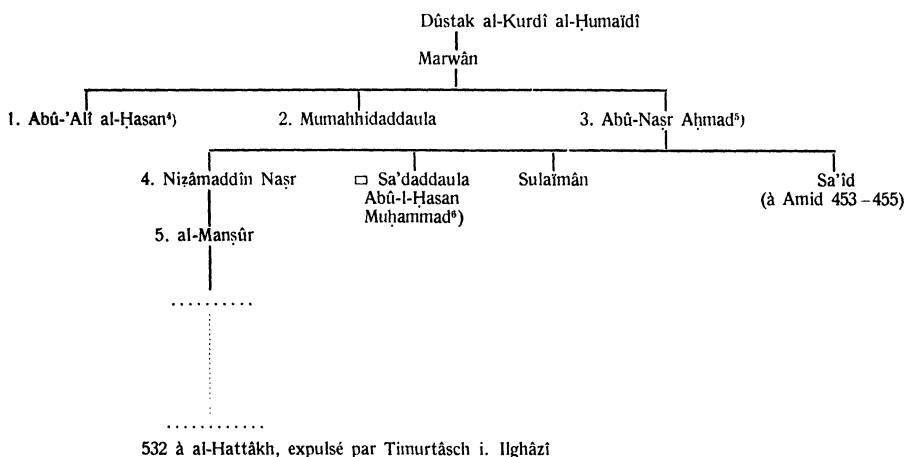 Dûstak al-Kurdî al-Ḥumaïdî
Marwân
1. Abû-'Alî al-Ḥasan⁴)
2. Mumahhidaddaula
3. Abû-Naṣr Aḥmad⁵)
4. Niẓâmaddîn Naṣr
▭ Sa'daddaula
Abû-l-Ḥasan
Muḥammad⁶)
Sulaïmân
Sa'îd
(à Amid 453–455)
5. al-Manṣûr
..........
............
532 à al-Hattâkh, expulsé par Timurtâsch i. Ilghâzî